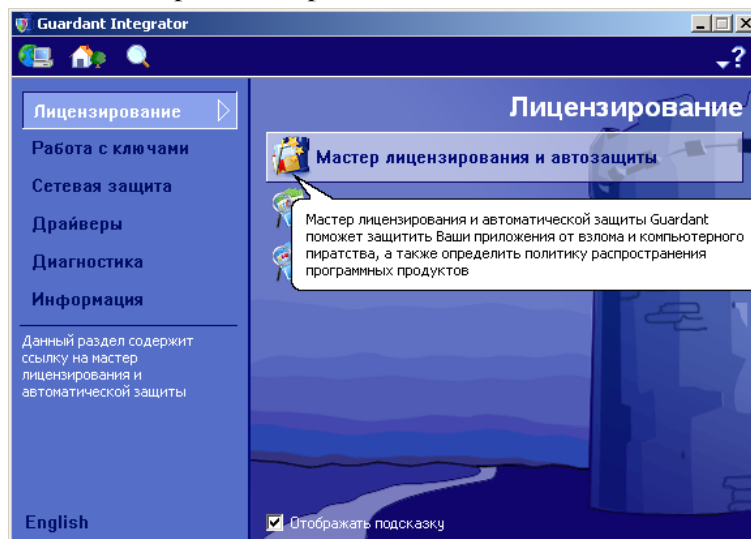 Guardant Integrator
?
Лицензирование
Работа с ключами
Сетевая защита
Драйверы
Диагностика
Информация
Данный раздел содержит
ссылку на мастер
лицензирования и
автоматической защиты
English
Лицензирование
Мастер лицензирования и автозащиты
Мастер лицензирования и автоматической защиты Guardant
поможет защитить Ваши приложения от взлома и компьютерного
пиратства, а также определить политику распространения
программных продуктов
Отображать подсказку